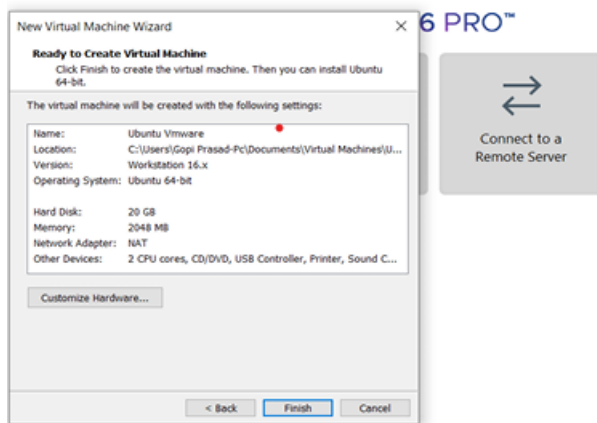 New Virtual Machine Wizard
6 PRO™
Ready to Create Virtual Machine
Click Finish to create the virtual machine. Then you can install Ubuntu
64-bit.
The virtual machine will be created with the following settings:
Name: Ubuntu Vmware
Location: C:\Users\Gopi Prasad-Pc\Documents\Virtual Machines\U...
Version: Workstation 16.x
Operating System: Ubuntu 64-bit
Hard Disk: 20 GB
Memory: 2048 MB
Network Adapter: NAT
Other Devices: 2 CPU cores, CD/DVD, USB Controller, Printer, Sound C...
Customize Hardware...
< Back
Finish
Cancel
Connect to a
Remote Server